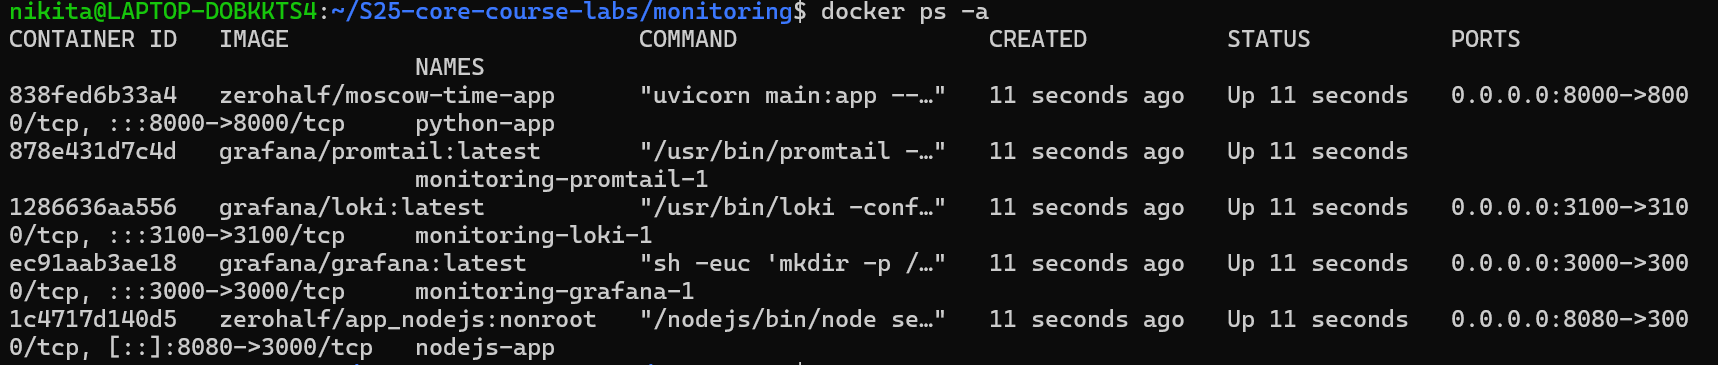 nikita@LAPTOP-DOBKKTS4:~/S25-core-course-labs/monitoring$ docker ps -a
CONTAINER ID   IMAGE                         COMMAND                  CREATED          STATUS          PORTS
                             NAMES
838fed6b33a4   zerohalf/moscow-time-app      "uvicorn main:app --…"   11 seconds ago   Up 11 seconds   0.0.0.0:8000->800
0/tcp, :::8000->8000/tcp     python-app
878e431d7c4d   grafana/promtail:latest       "/usr/bin/promtail -…"   11 seconds ago   Up 11 seconds
                             monitoring-promtail-1
1286636aa556   grafana/loki:latest           "/usr/bin/loki -conf…"   11 seconds ago   Up 11 seconds   0.0.0.0:3100->310
0/tcp, :::3100->3100/tcp     monitoring-loki-1
ec91aab3ae18   grafana/grafana:latest        "sh -euc 'mkdir -p /…"   11 seconds ago   Up 11 seconds   0.0.0.0:3000->300
0/tcp, :::3000->3000/tcp     monitoring-grafana-1
1c4717d140d5   zerohalf/app_nodejs:nonroot   "/nodejs/bin/node se…"   11 seconds ago   Up 11 seconds   0.0.0.0:8080->300
0/tcp, [::]:8080->3000/tcp   nodejs-app